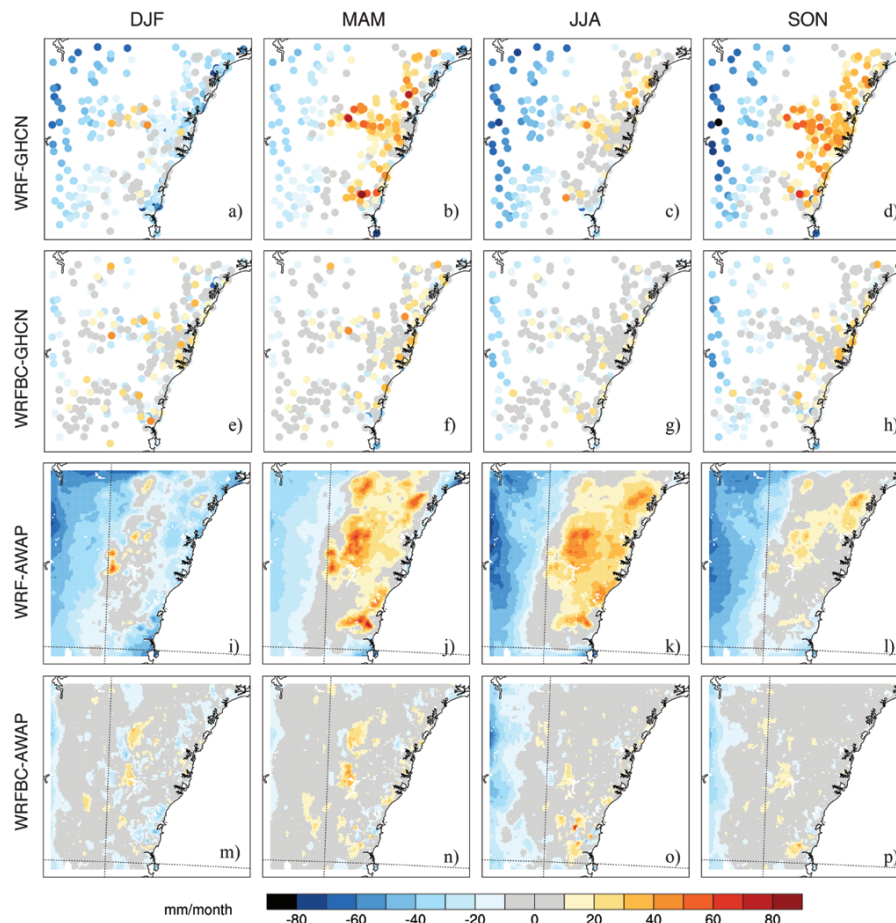 DJF MAM JJA SON
WRF-GHCN
a) b) c) d)
WRFBC-GHCN
e) f) g) h)
WRF-AWAP
i) j) k) l)
WRFBC-AWAP
m) n) o) p)
mm/month
-80 -60 -40 -20 0 20 40 60 80